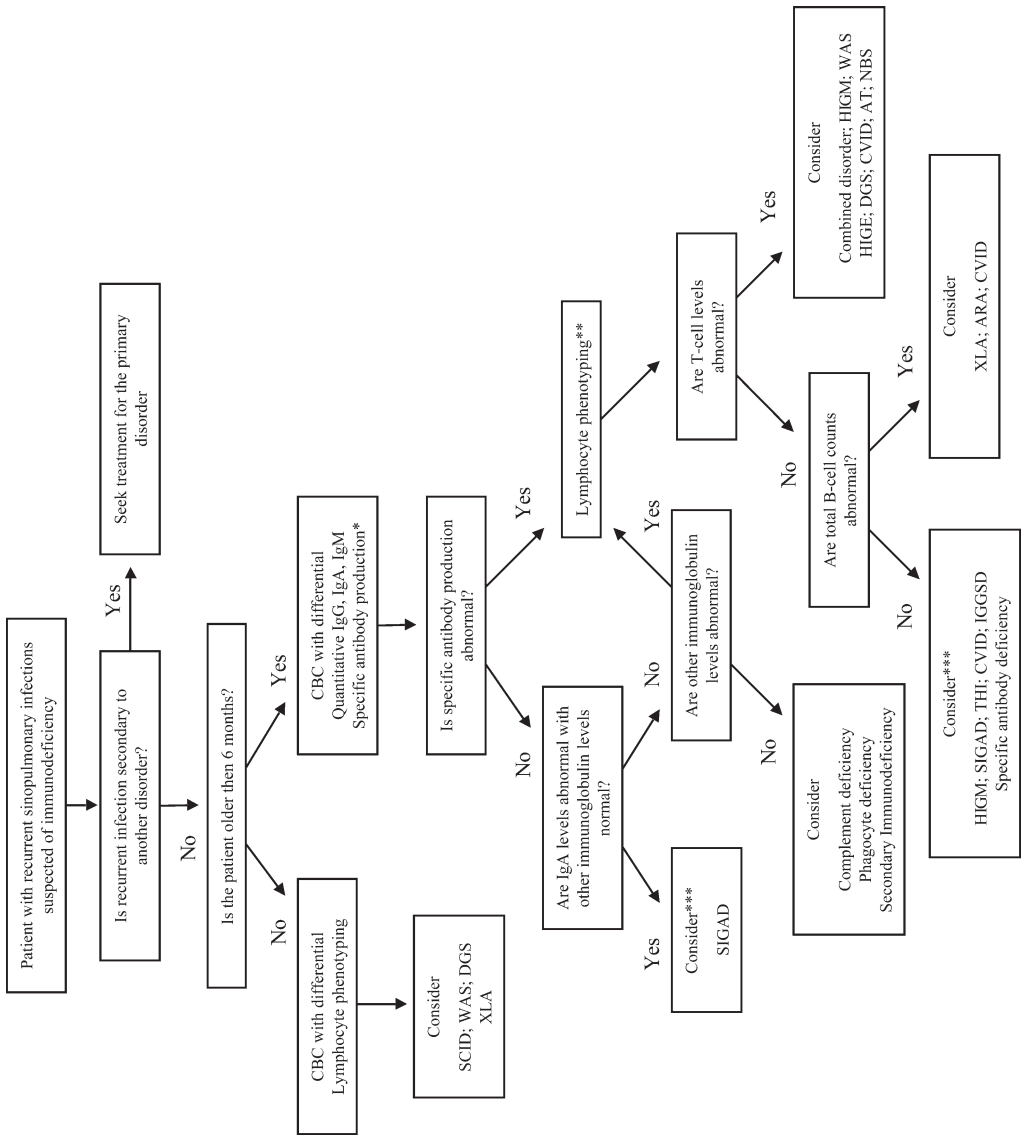 Patient with recurrent sinopulmonary infections
suspected of immunodeficiency
Is recurrent infection secondary to
another disorder?
Yes
Seek treatment for the primary
disorder
No
Is the patient older then 6 months?
No
Yes
CBC with differential
Lymphocyte phenotyping
CBC with differential
Quantitative IgG, IgA, IgM
Specific antibody production*
Consider
SCID; WAS; DGS
XLA
Is specific antibody production
abnormal?
No
Yes
Are IgA levels abnormal with
other immunoglobulin levels
normal?
Lymphocyte phenotyping**
Yes
No
Yes
Consider***
SIGAD
Are other immunoglobulin
levels abnormal?
Are T-cell levels
abnormal?
No
No
Yes
Consider
Complement deficiency
Phagocyte deficiency
Secondary Immunodeficiency
Are total B-cell counts
abnormal?
Consider
Combined disorder; HIGM; WAS
HIGE; DGS; CVID; AT; NBS
No
Yes
Consider***
HIGM; SIGAD; THI; CVID; IGGSD
Specific antibody deficiency
Consider
XLA; ARA; CVID